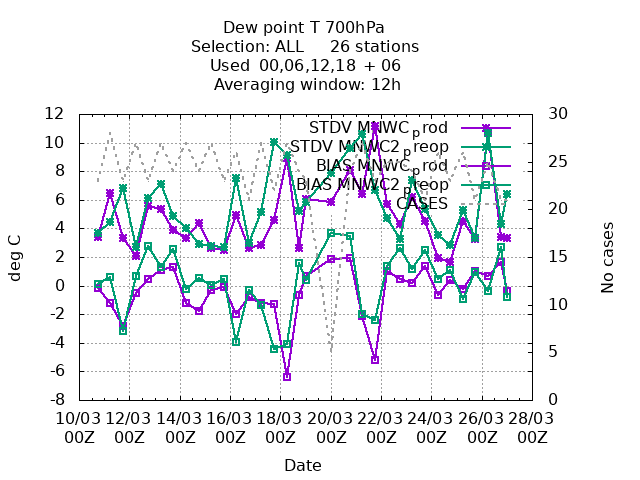 Dew point T 700hPa
Selection: ALL 26 stations
Used 00,06,12,18 + 06
Averaging window: 12h
12
10
8
6
4
2
0
-2
-4
-6
-8
deg C
30
25
20
15
10
5
0
No cases
STDV MNWC_prod
STDV MNWC2_preop
BIAS MNWC_prod
BIAS MNWC2_preop
CASES
10/03 12/03 14/03 16/03 18/03 20/03 22/03 24/03 26/03 28/03
00Z 00Z 00Z 00Z 00Z 00Z 00Z 00Z 00Z 00Z
Date